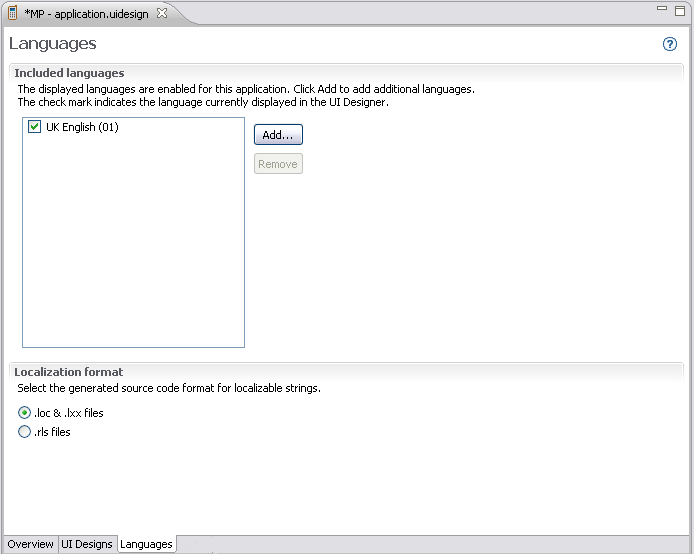 *MP - application.uidesign
Languages
Included languages
The displayed languages are enabled for this application. Click Add to add additional languages.
The check mark indicates the language currently displayed in the UI Designer.
UK English (01)
Add...
Remove
Localization format
Select the generated source code format for localizable strings.
.loc & .lxx files
.rls files
Overview UI Designs Languages